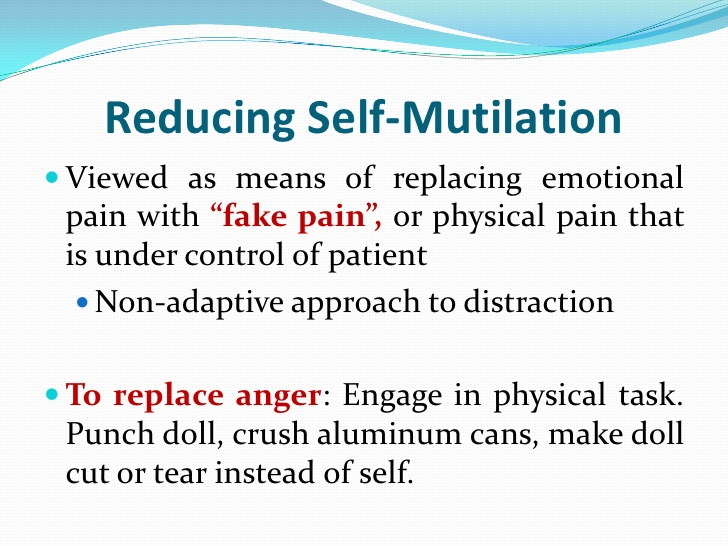 Reducing Self-Mutilation
• Viewed as means of replacing emotional
pain with “fake pain”, or physical pain that
is under control of patient
• Non-adaptive approach to distraction
• To replace anger: Engage in physical task.
Punch doll, crush aluminum cans, make doll
cut or tear instead of self.